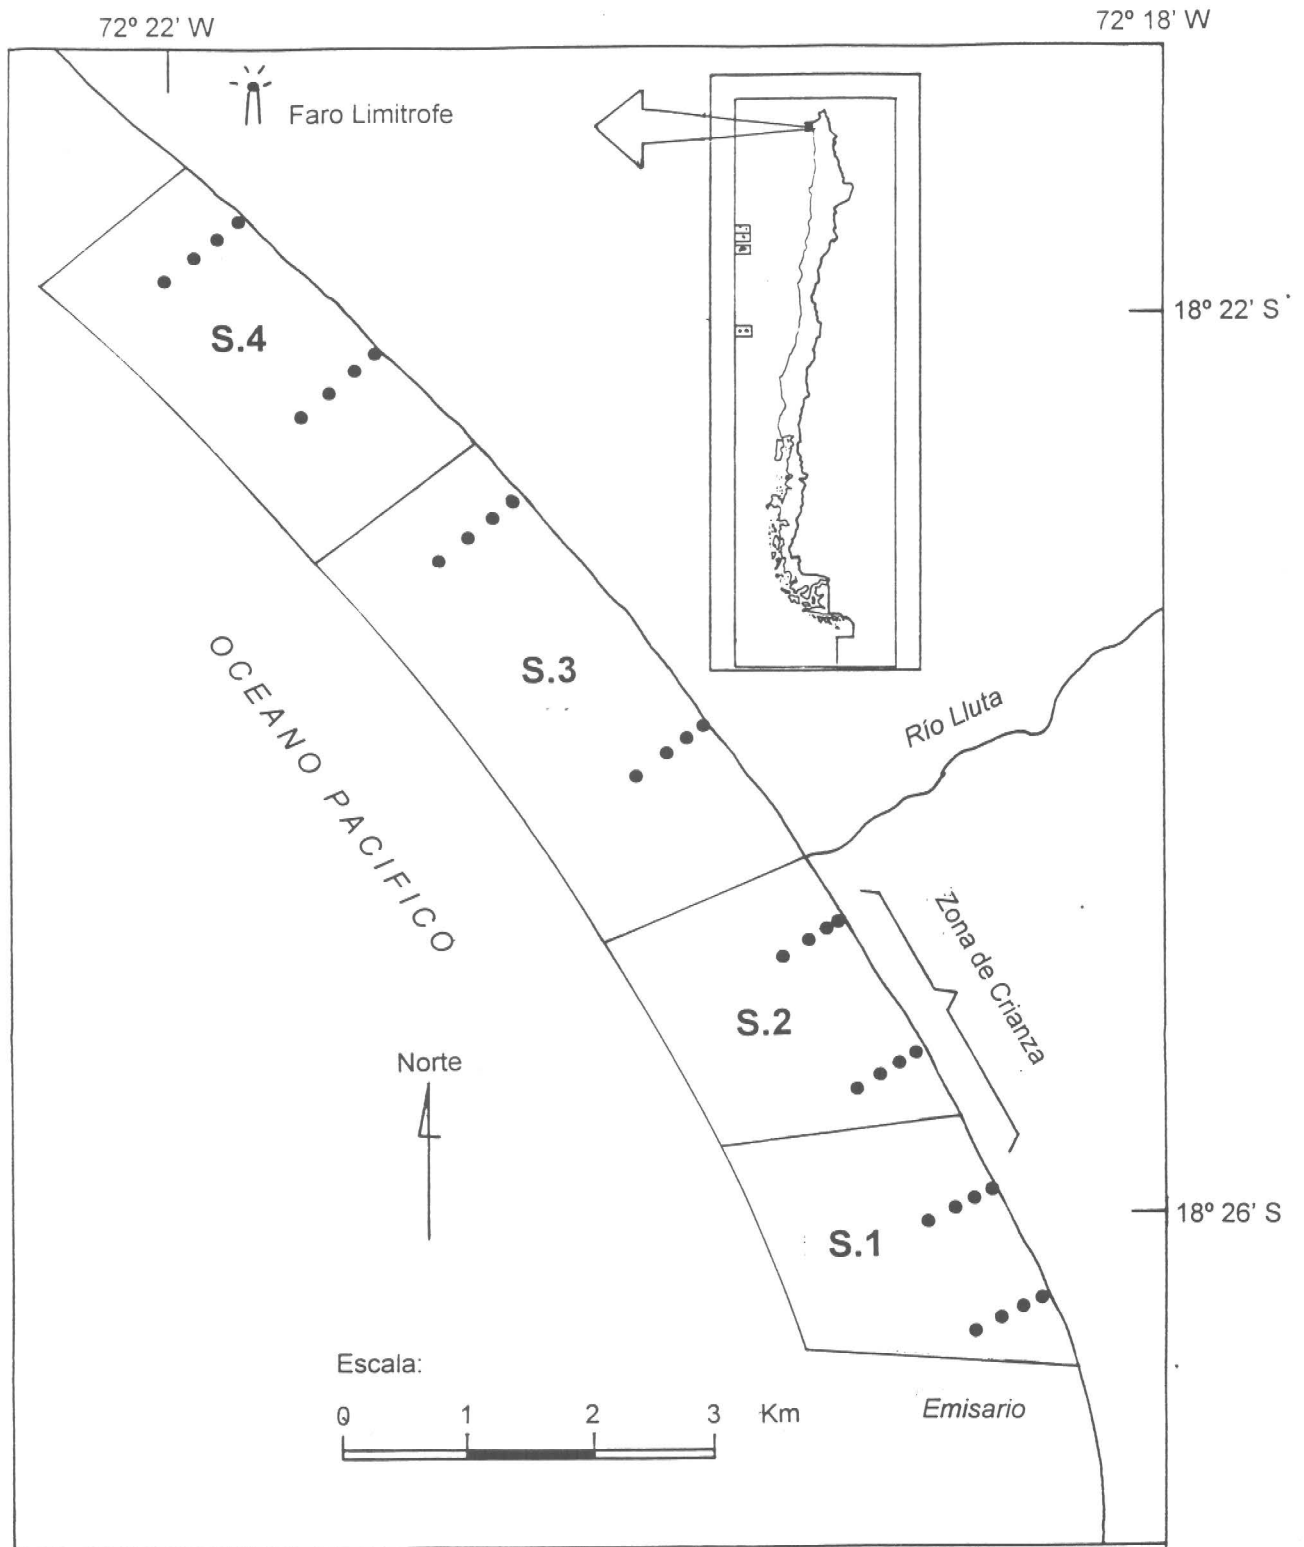 72º 22' W
72º 18' W
Faro Limitrofe
18º 22' S
S.4
S.3
OCEANO PACIFICO
Río Lluta
Zona de Crianza
S.2
Norte
18º 26' S
S.1
Escala:
0 1 2 3 Km
Emisario